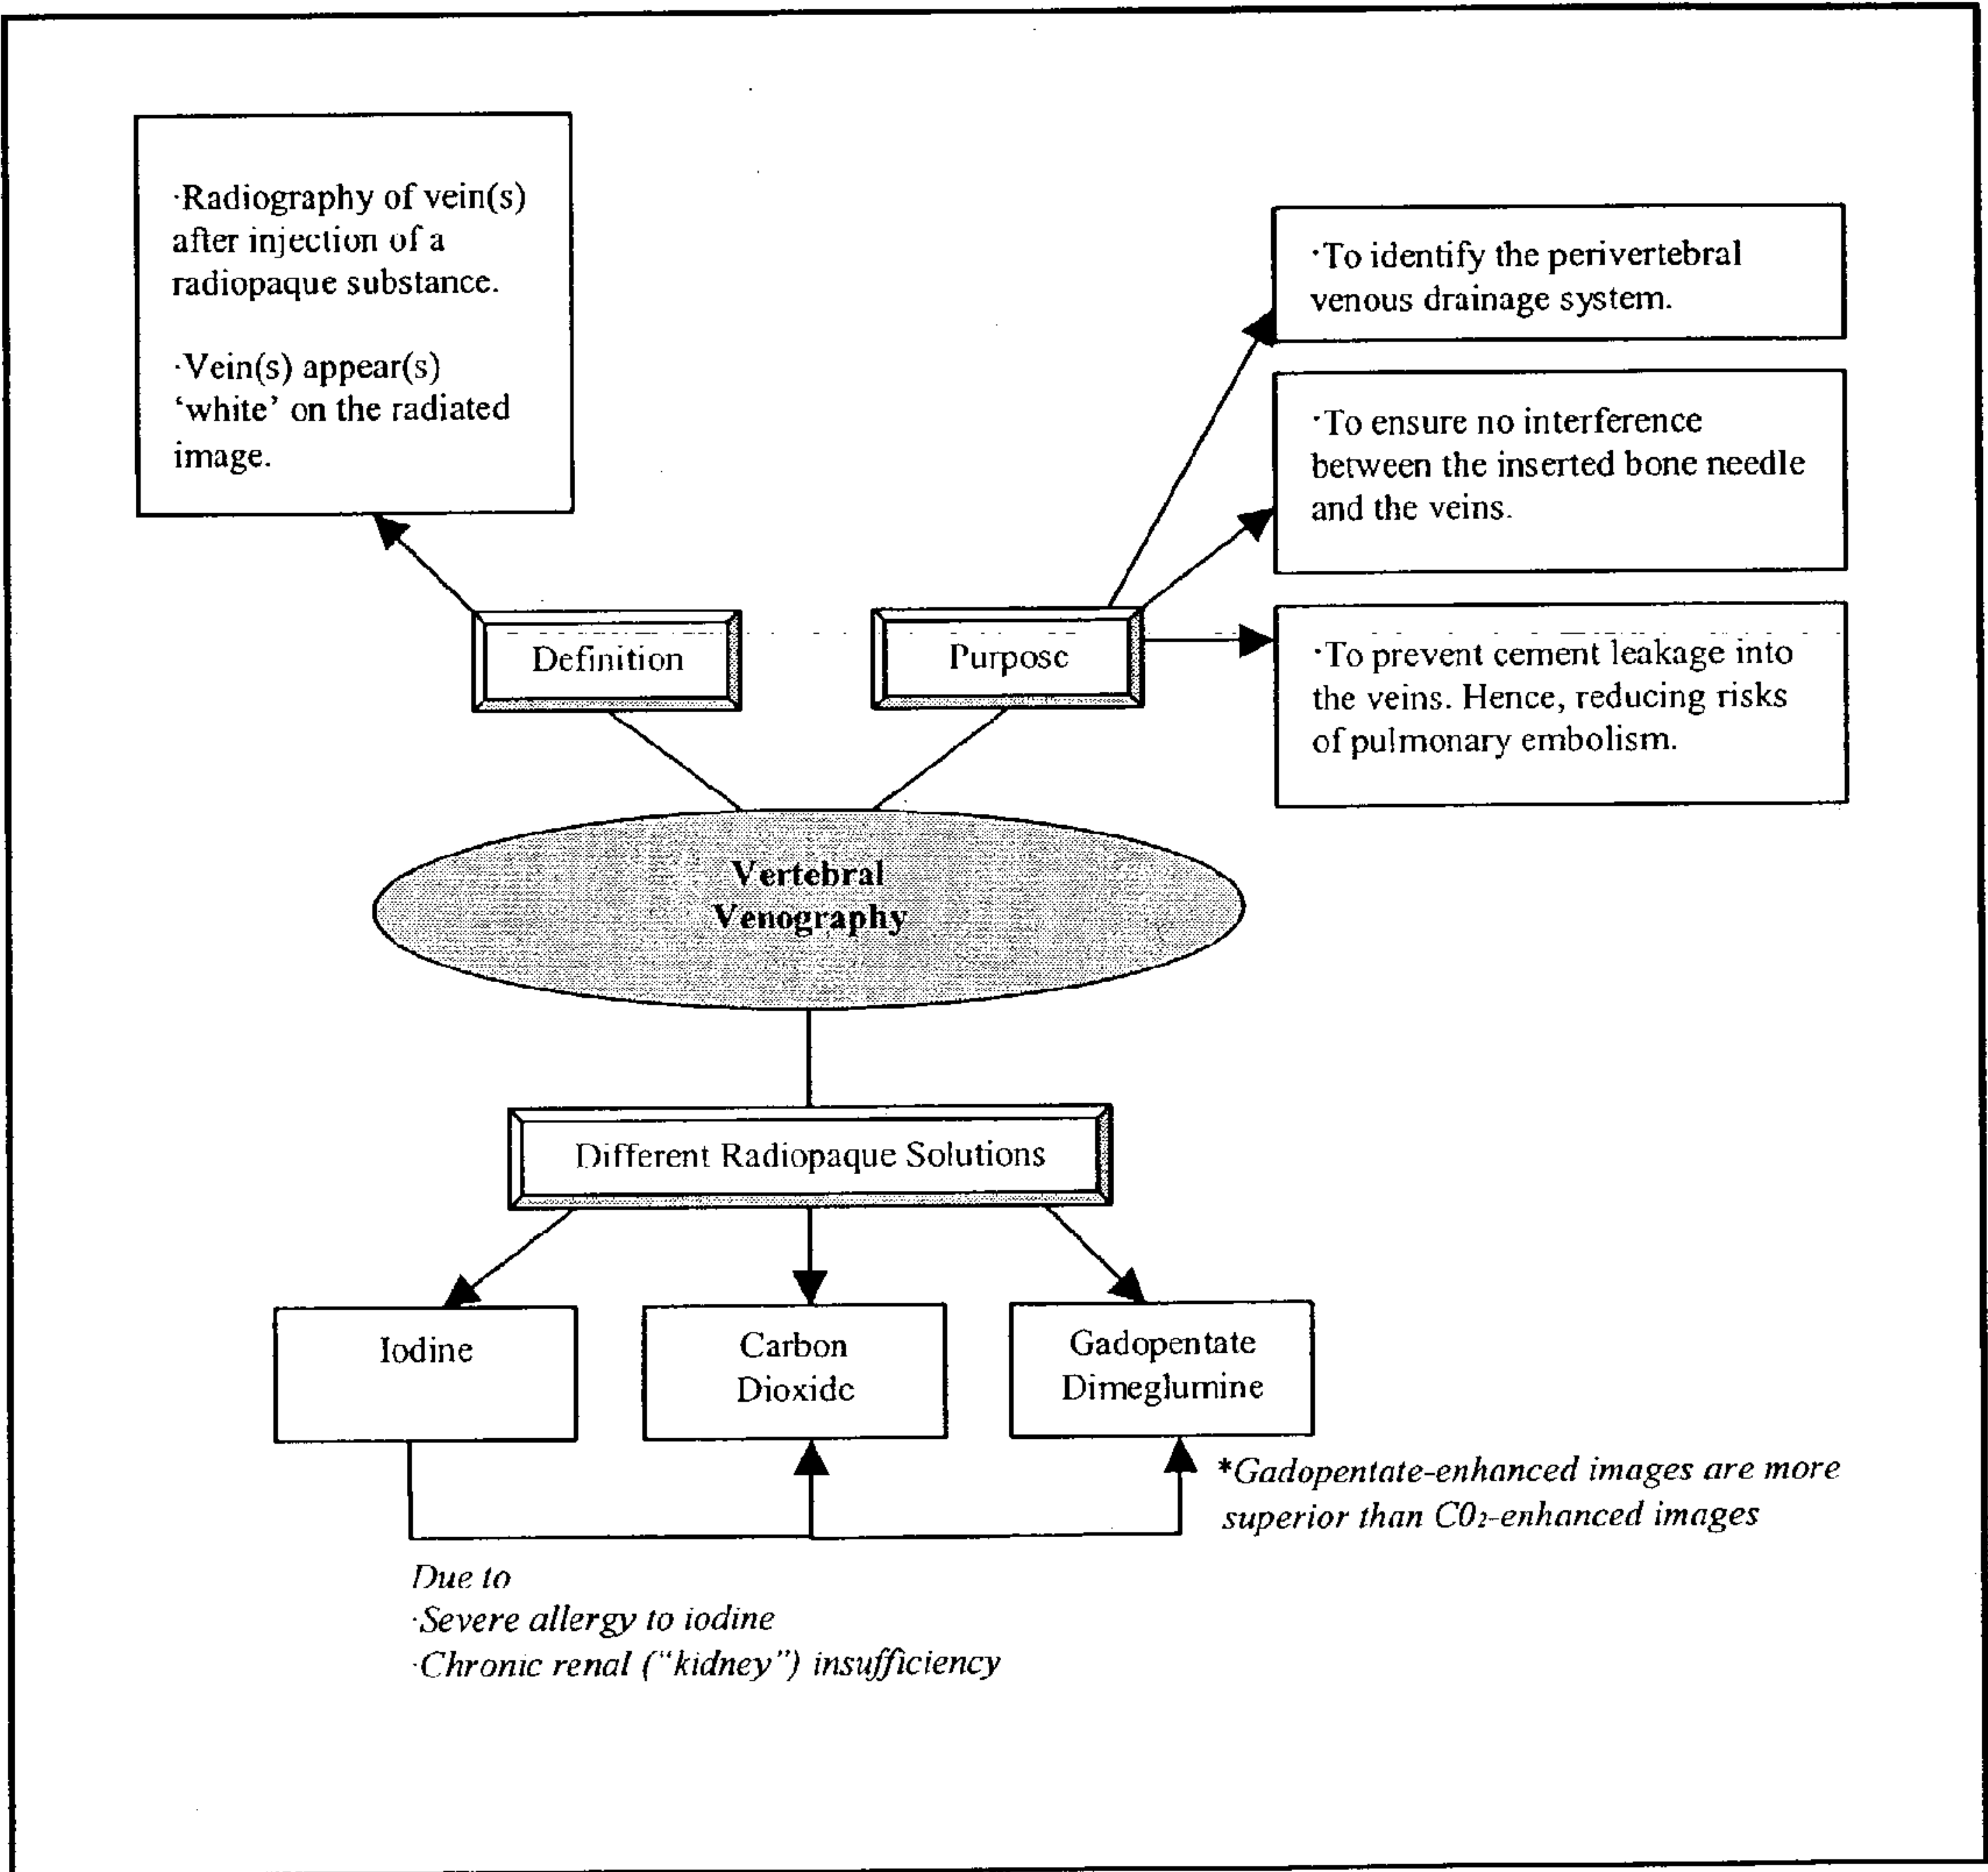 ·Radiography of vein(s)
after injection of a
radiopaque substance.
·Vein(s) appear(s)
‘white’ on the radiated
image.
·To identify the perivertebral
venous drainage system.
·To ensure no interference
between the inserted bone needle
and the veins.
·To prevent cement leakage into
the veins. Hence, reducing risks
of pulmonary embolism.
Definition
Purpose
Vertebral
Venography
Different Radiopaque Solutions
Iodine
Carbon
Dioxide
Gadopentate
Dimeglumine
*Gadopentate-enhanced images are more
superior than C0₂-enhanced images
Due to
·Severe allergy to iodine
·Chronic renal (“kidney”) insufficiency